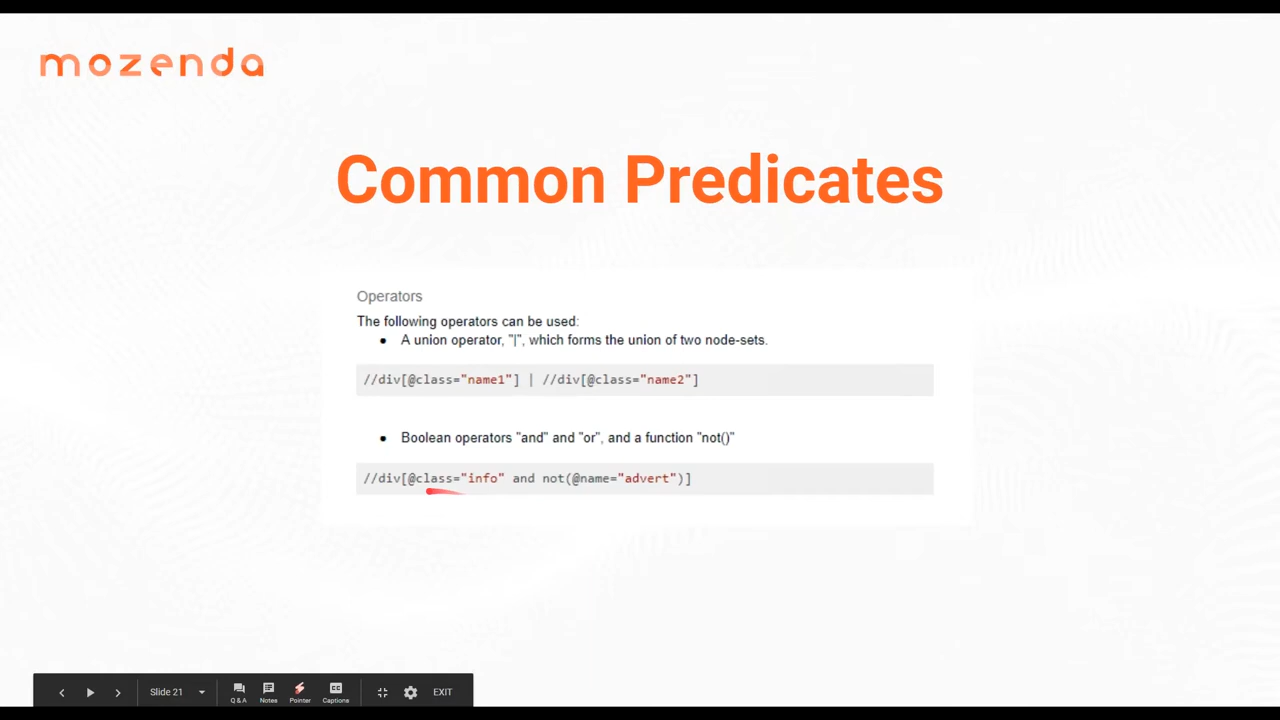 mozenda
Common Predicates
Operators
The following operators can be used:
● A union operator, "|", which forms the union of two node-sets.
//div[@class="name1"] | //div[@class="name2"]
● Boolean operators "and" and "or", and a function "not()"
//div[@class="info" and not(@name="advert")]
Slide 21
Q & A
Notes
Pointer
Captions
EXIT